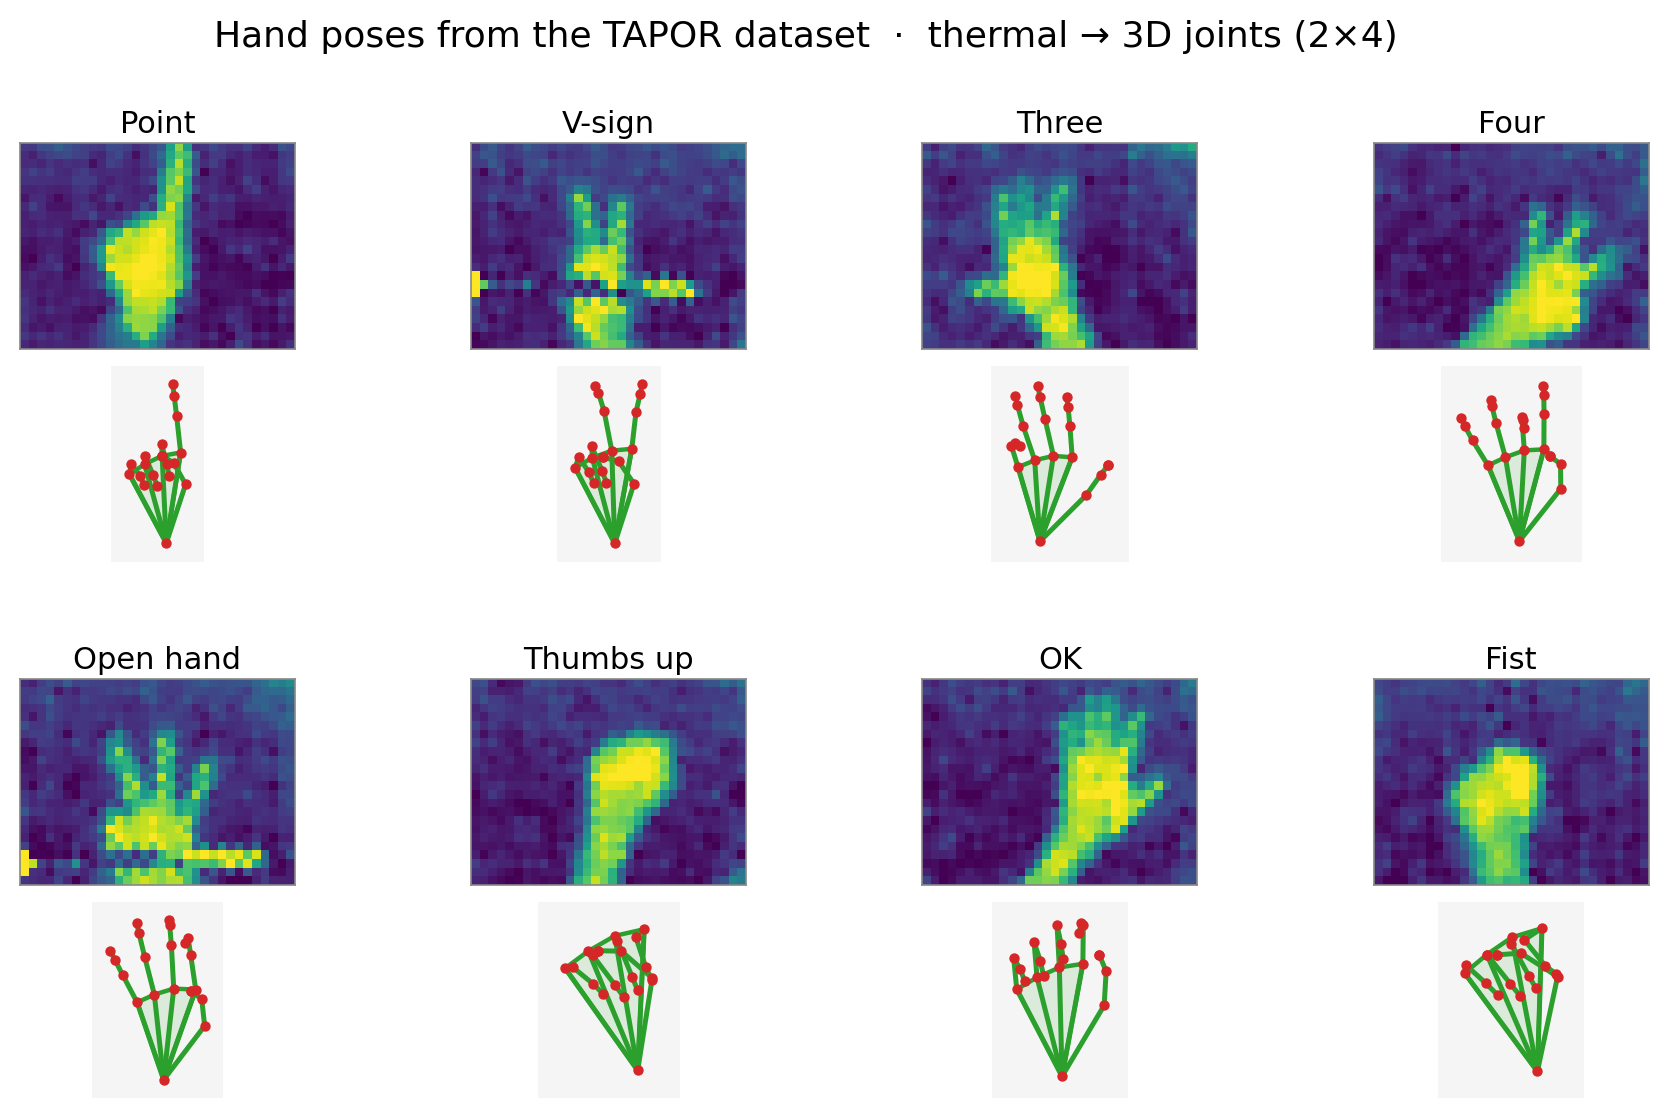 Hand poses from the TAPOR dataset · thermal → 3D joints (2×4)
Point
V-sign
Three
Four
Open hand
Thumbs up
OK
Fist